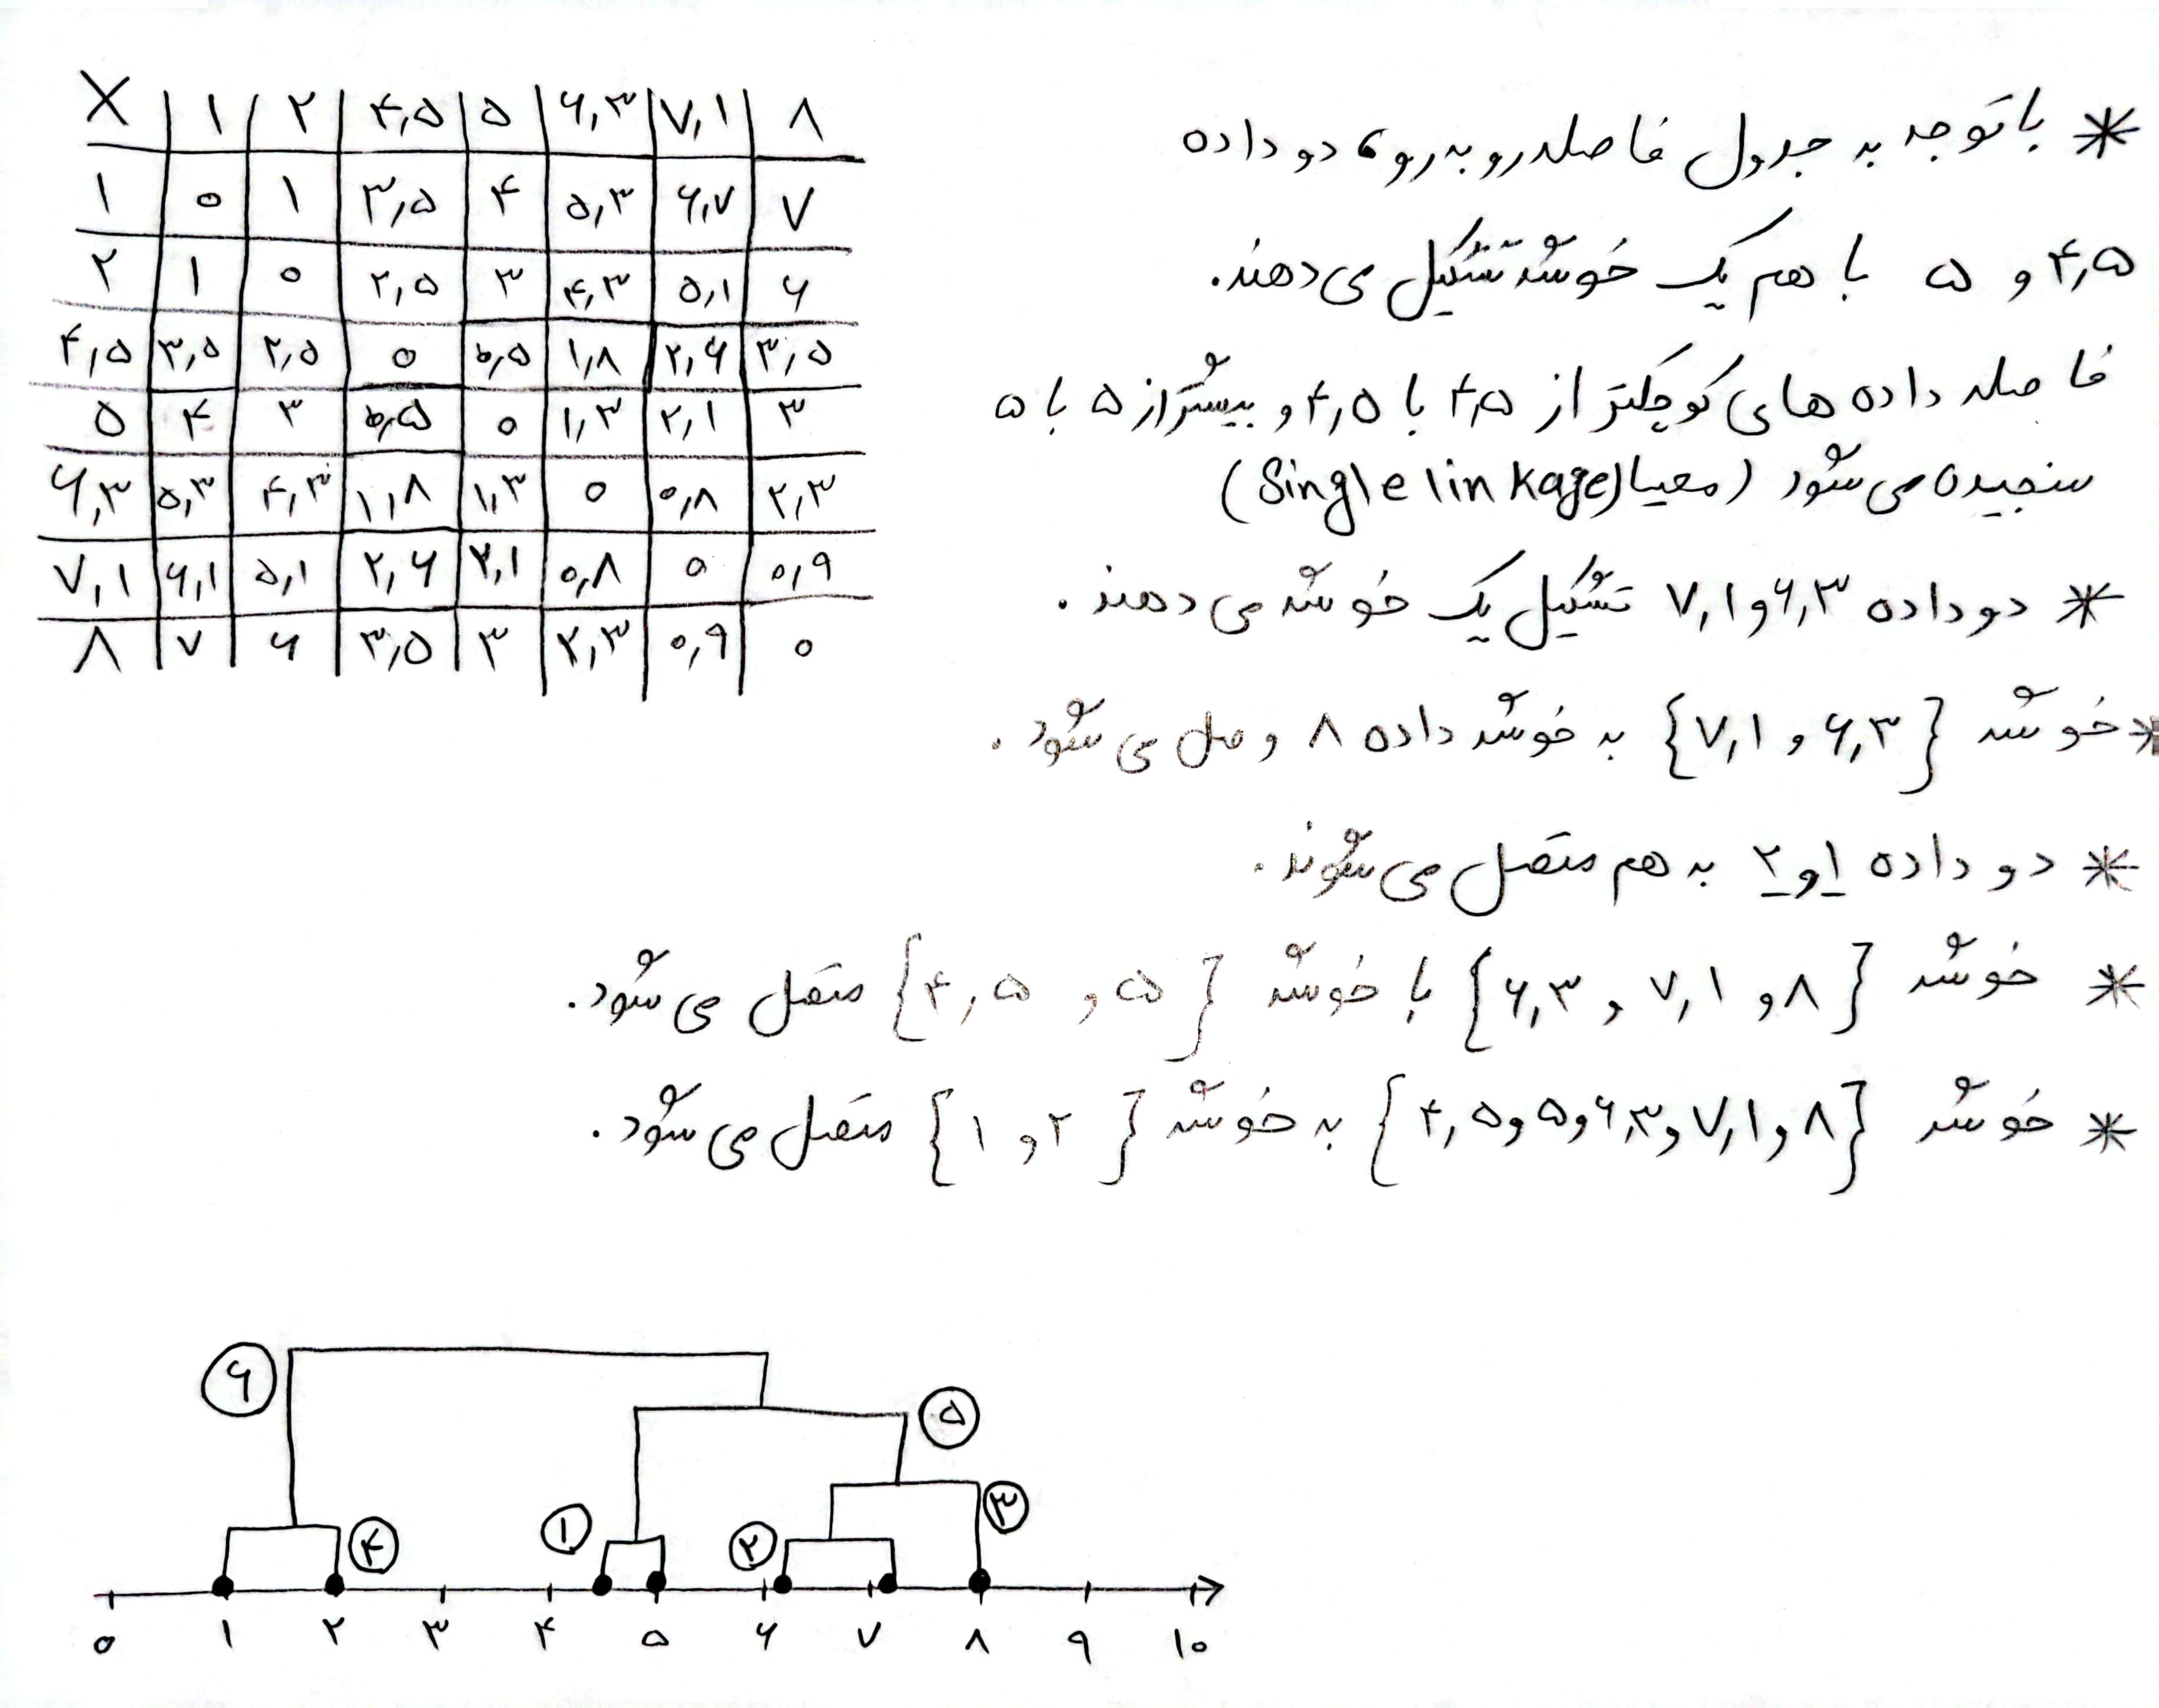 X | ۱ | ۲ | ۴,۵ | ۵ | ۶,۳ | ۷,۱ | ۸
۱ | ۰ | ۱ | ۳,۵ | ۴ | ۵,۳ | ۶,۷ | ۷
۲ | ۱ | ۰ | ۲,۵ | ۳ | ۴,۳ | ۵,۱ | ۶
۴,۵ | ۳,۵ | ۲,۵ | ۰ | ۰,۵ | ۱,۸ | ۲,۶ | ۳,۵
۵ | ۴ | ۳ | ۰,۵ | ۰ | ۱,۳ | ۲,۱ | ۳
۶,۳ | ۵,۳ | ۴,۳ | ۱,۸ | ۱,۳ | ۰ | ۰,۸ | ۲,۳
۷,۱ | ۶,۱ | ۵,۱ | ۲,۶ | ۲,۱ | ۰,۸ | ۰ | ۰,۹
۸ | ۷ | ۶ | ۳,۵ | ۳ | ۲,۳ | ۰,۹ | ۰
* با توجه به جدول فاصله رو به رو، دو داده
۴,۵ و ۵ با هم یک خوشه تشکیل می دهند.
فاصله داده های کوچکتر از ۴,۵ با ۴,۵ و بیشتر از ۵ با ۵
سنجیده می شود (معیار Single linkage)
* دو داده ۶,۳ و ۷,۱ تشکیل یک خوشه می دهند.
* خوشه {۶,۳ و ۷,۱} به خوشه داده ۸ وصل می شود.
* دو داده ۱ و ۲ به هم متصل می شوند.
* خوشه {۸ و ۷,۱ و ۶,۳} با خوشه {۵ و ۴,۵} متصل می شود.
* خوشه {۸ و ۷,۱ و ۶,۳ و ۵ و ۴,۵} به خوشه {۲ و ۱} متصل می شود.
۶
۵
۳
۱
۲
۴
۰ ۱ ۲ ۳ ۴ ۵ ۶ ۷ ۸ ۹ ۱۰